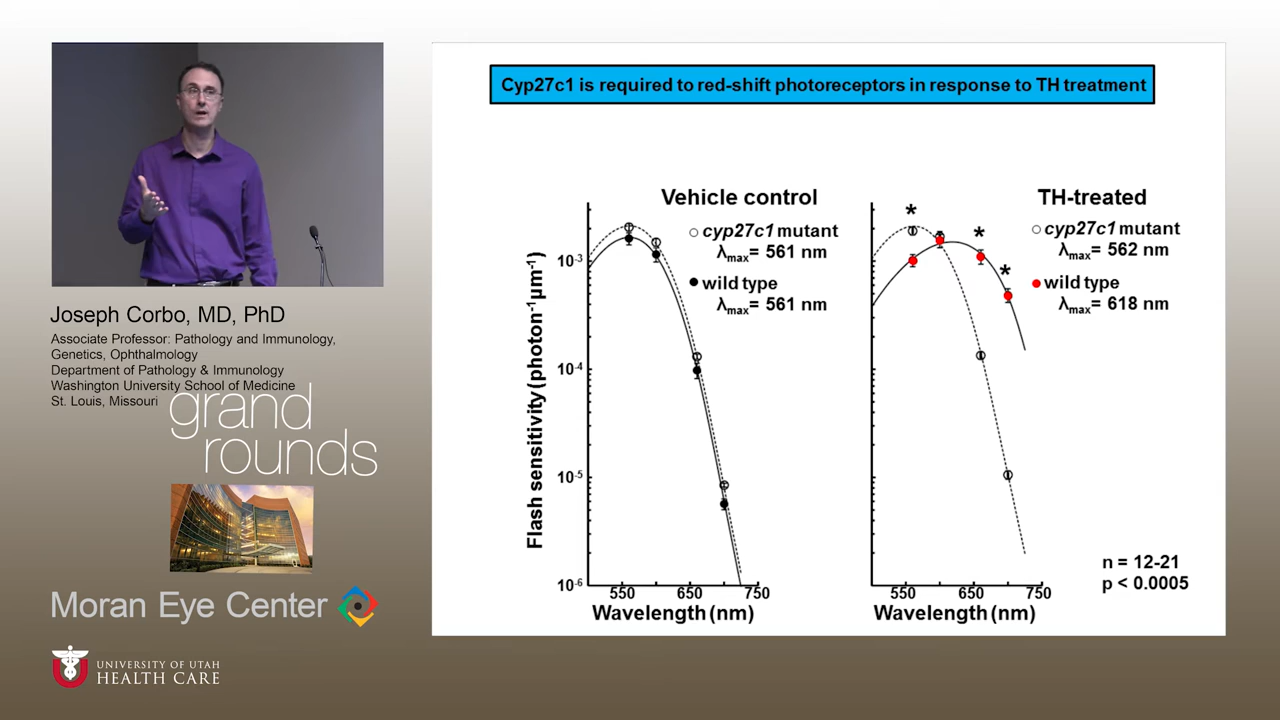 Cyp27c1 is required to red-shift photoreceptors in response to TH treatment
Joseph Corbo, MD, PhD
Associate Professor: Pathology and Immunology,
Genetics, Ophthalmology
Department of Pathology & Immunology
Washington University School of Medicine
St. Louis, Missouri
grand
rounds
Moran Eye Center
UNIVERSITY OF UTAH
HEALTH CARE
Flash sensitivity (photon⁻¹μm⁻¹)
10⁻³
10⁻⁴
10⁻⁵
10⁻⁶
Vehicle control
cyp27c1 mutant
λmax= 561 nm
wild type
λmax= 561 nm
550 650 750
Wavelength (nm)
TH-treated
cyp27c1 mutant
λmax= 562 nm
wild type
λmax= 618 nm
* * *
n = 12-21
p < 0.0005
550 650 750
Wavelength (nm)